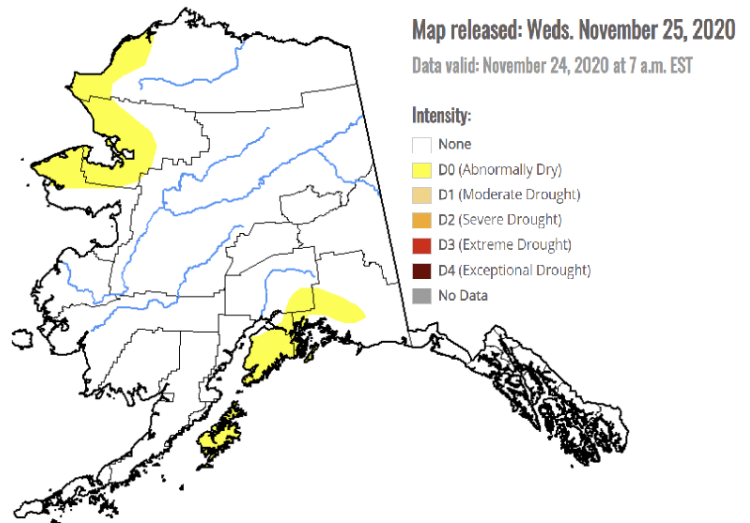 Map released: Weds. November 25, 2020
Data valid: November 24, 2020 at 7 a.m. EST
Intensity:
None
D0 (Abnormally Dry)
D1 (Moderate Drought)
D2 (Severe Drought)
D3 (Extreme Drought)
D4 (Exceptional Drought)
No Data